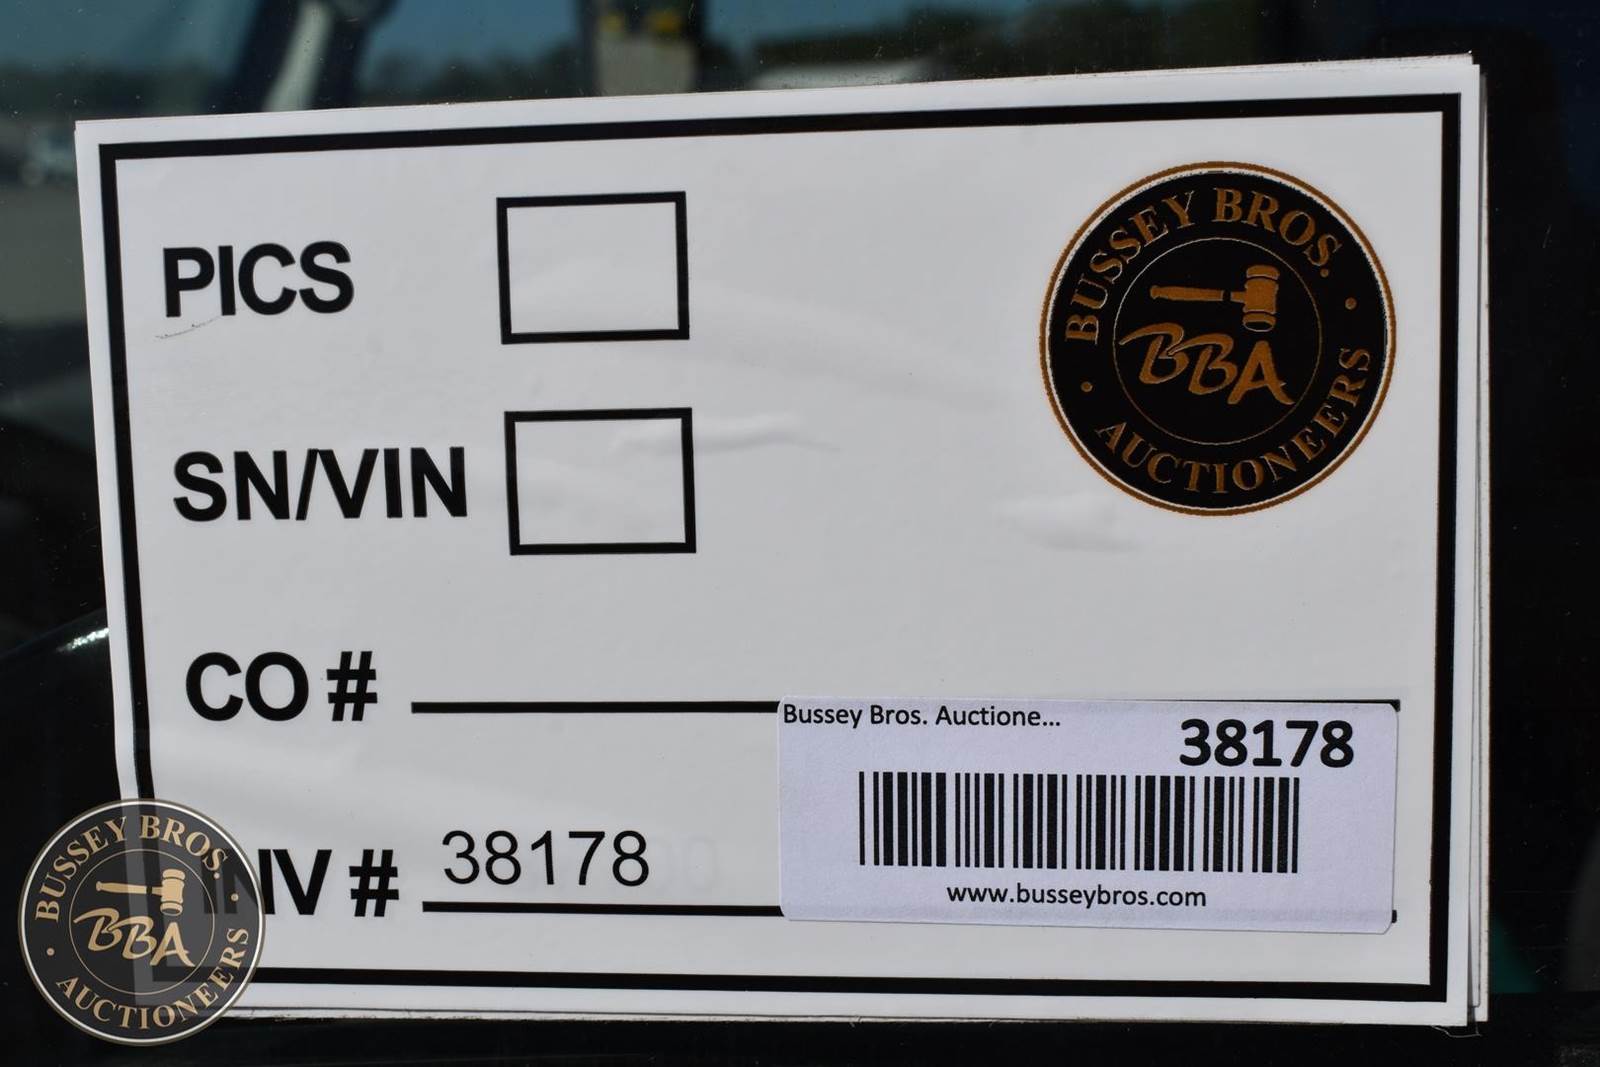 PICS
BUSSEY BROS.
BBA
AUCTIONEERS
SN/VIN
CO #
Bussey Bros. Auctione...
38178
www.busseybros.com
INV # 38178
BUSSEY BROS.
BBA
AUCTIONEERS